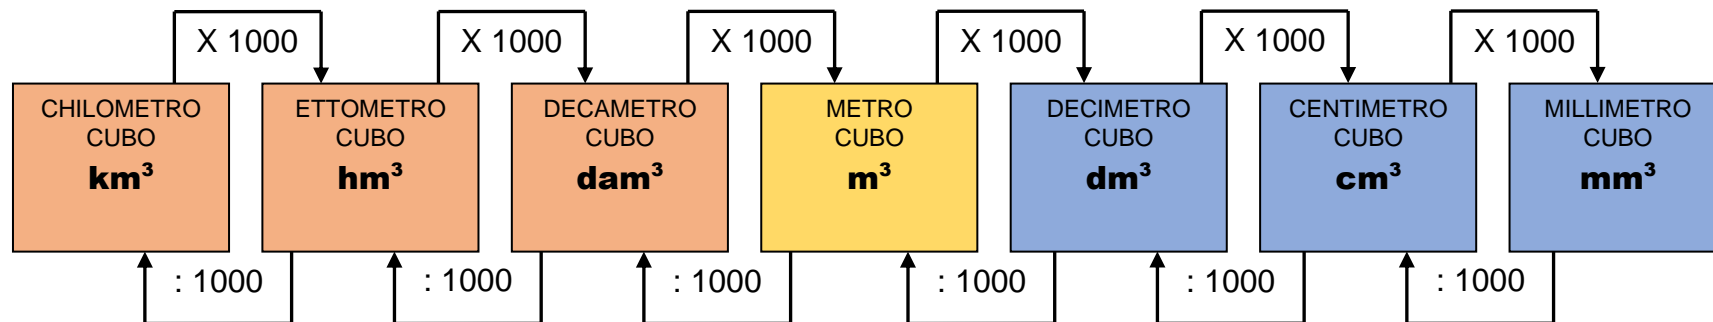 X 1000
X 1000
X 1000
X 1000
X 1000
X 1000
CHILOMETRO
CUBO
km³
ETTOMETRO
CUBO
hm³
DECAMETRO
CUBO
dam³
METRO
CUBO
m³
DECIMETRO
CUBO
dm³
CENTIMETRO
CUBO
cm³
MILLIMETRO
CUBO
mm³
: 1000
: 1000
: 1000
: 1000
: 1000
: 1000